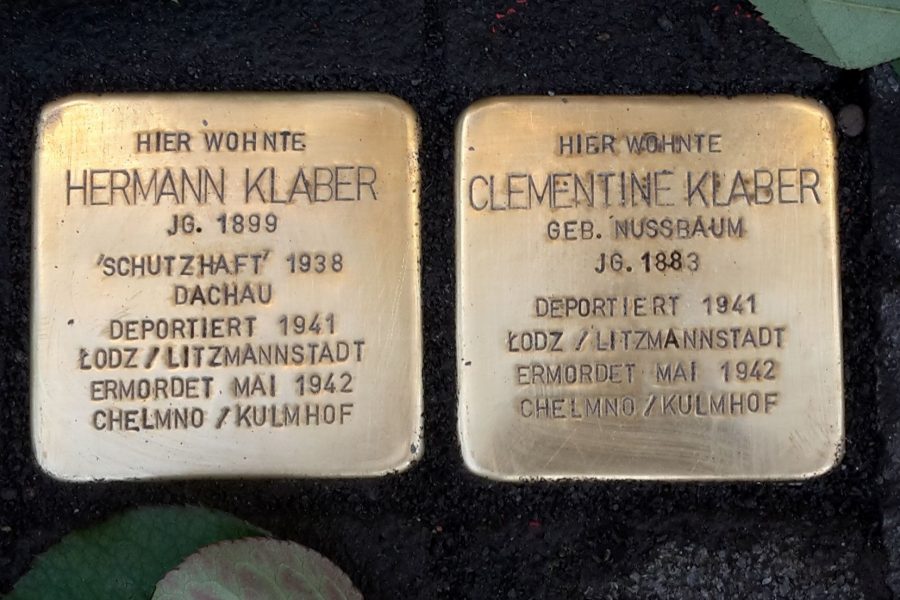 HIER WOHNTE
HERMANN KLABER
JG. 1899
'SCHUTZHAFT' 1938
DACHAU
DEPORTIERT 1941
ŁODZ / LITZMANNSTADT
ERMORDET MAI 1942
CHELMNO / KULMHOF
HIER WOHNTE
CLEMENTINE KLABER
GEB. NUSSBAUM
JG. 1883
DEPORTIERT 1941
ŁODZ / LITZMANNSTADT
ERMORDET MAI 1942
CHELMNO / KULMHOF